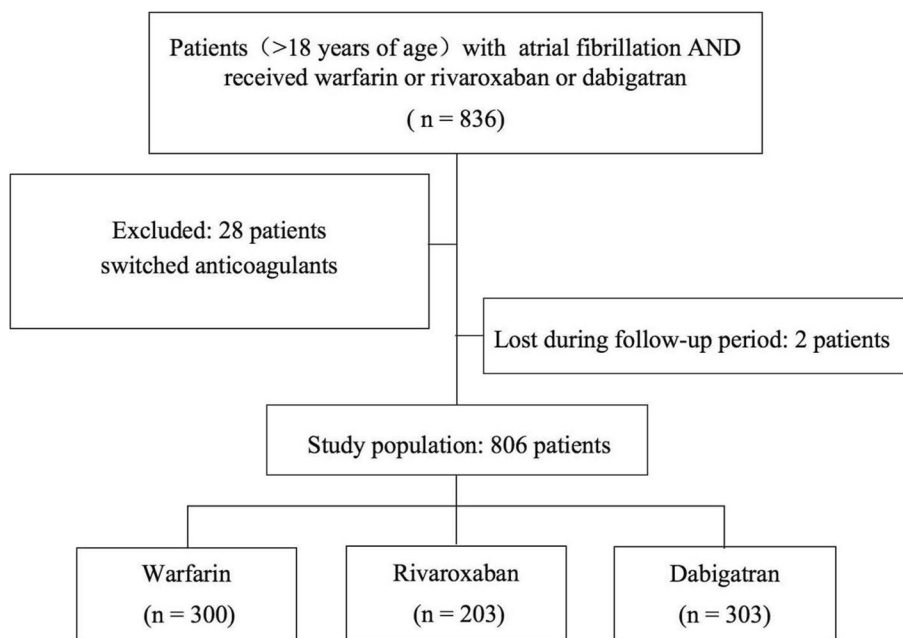 Patients（>18 years of age）with atrial fibrillation AND
received warfarin or rivaroxaban or dabigatran
( n = 836)
Excluded: 28 patients
switched anticoagulants
Lost during follow-up period: 2 patients
Study population: 806 patients
Warfarin
(n = 300)
Rivaroxaban
(n = 203)
Dabigatran
(n = 303)